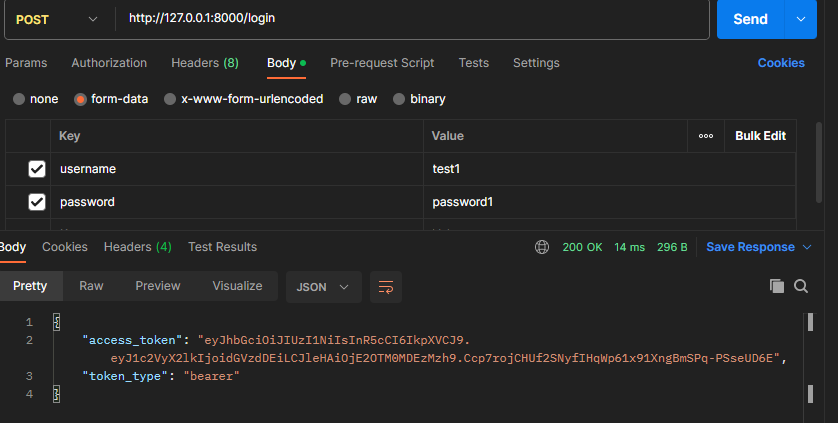 POST http://127.0.0.1:8000/login Send
Params Authorization Headers (8) Body Pre-request Script Tests Settings Cookies
none form-data x-www-form-urlencoded raw binary
Key Value Bulk Edit
username test1
password password1
Body Cookies Headers (4) Test Results 200 OK 14 ms 296 B Save Response
Pretty Raw Preview Visualize JSON
1 {
2 "access_token": "eyJhbGciOiJIUzI1NiIsInR5cCI6IkpXVCJ9.
eyJ1c2VyX2lkIjoidGVzdDEiLCJleHAiOjE2OTM0MDEzMzh9.Ccp7rojCHUf2SNyfIHqWp61x91XngBmSPq-PSseUD6E",
3 "token_type": "bearer"
4 }